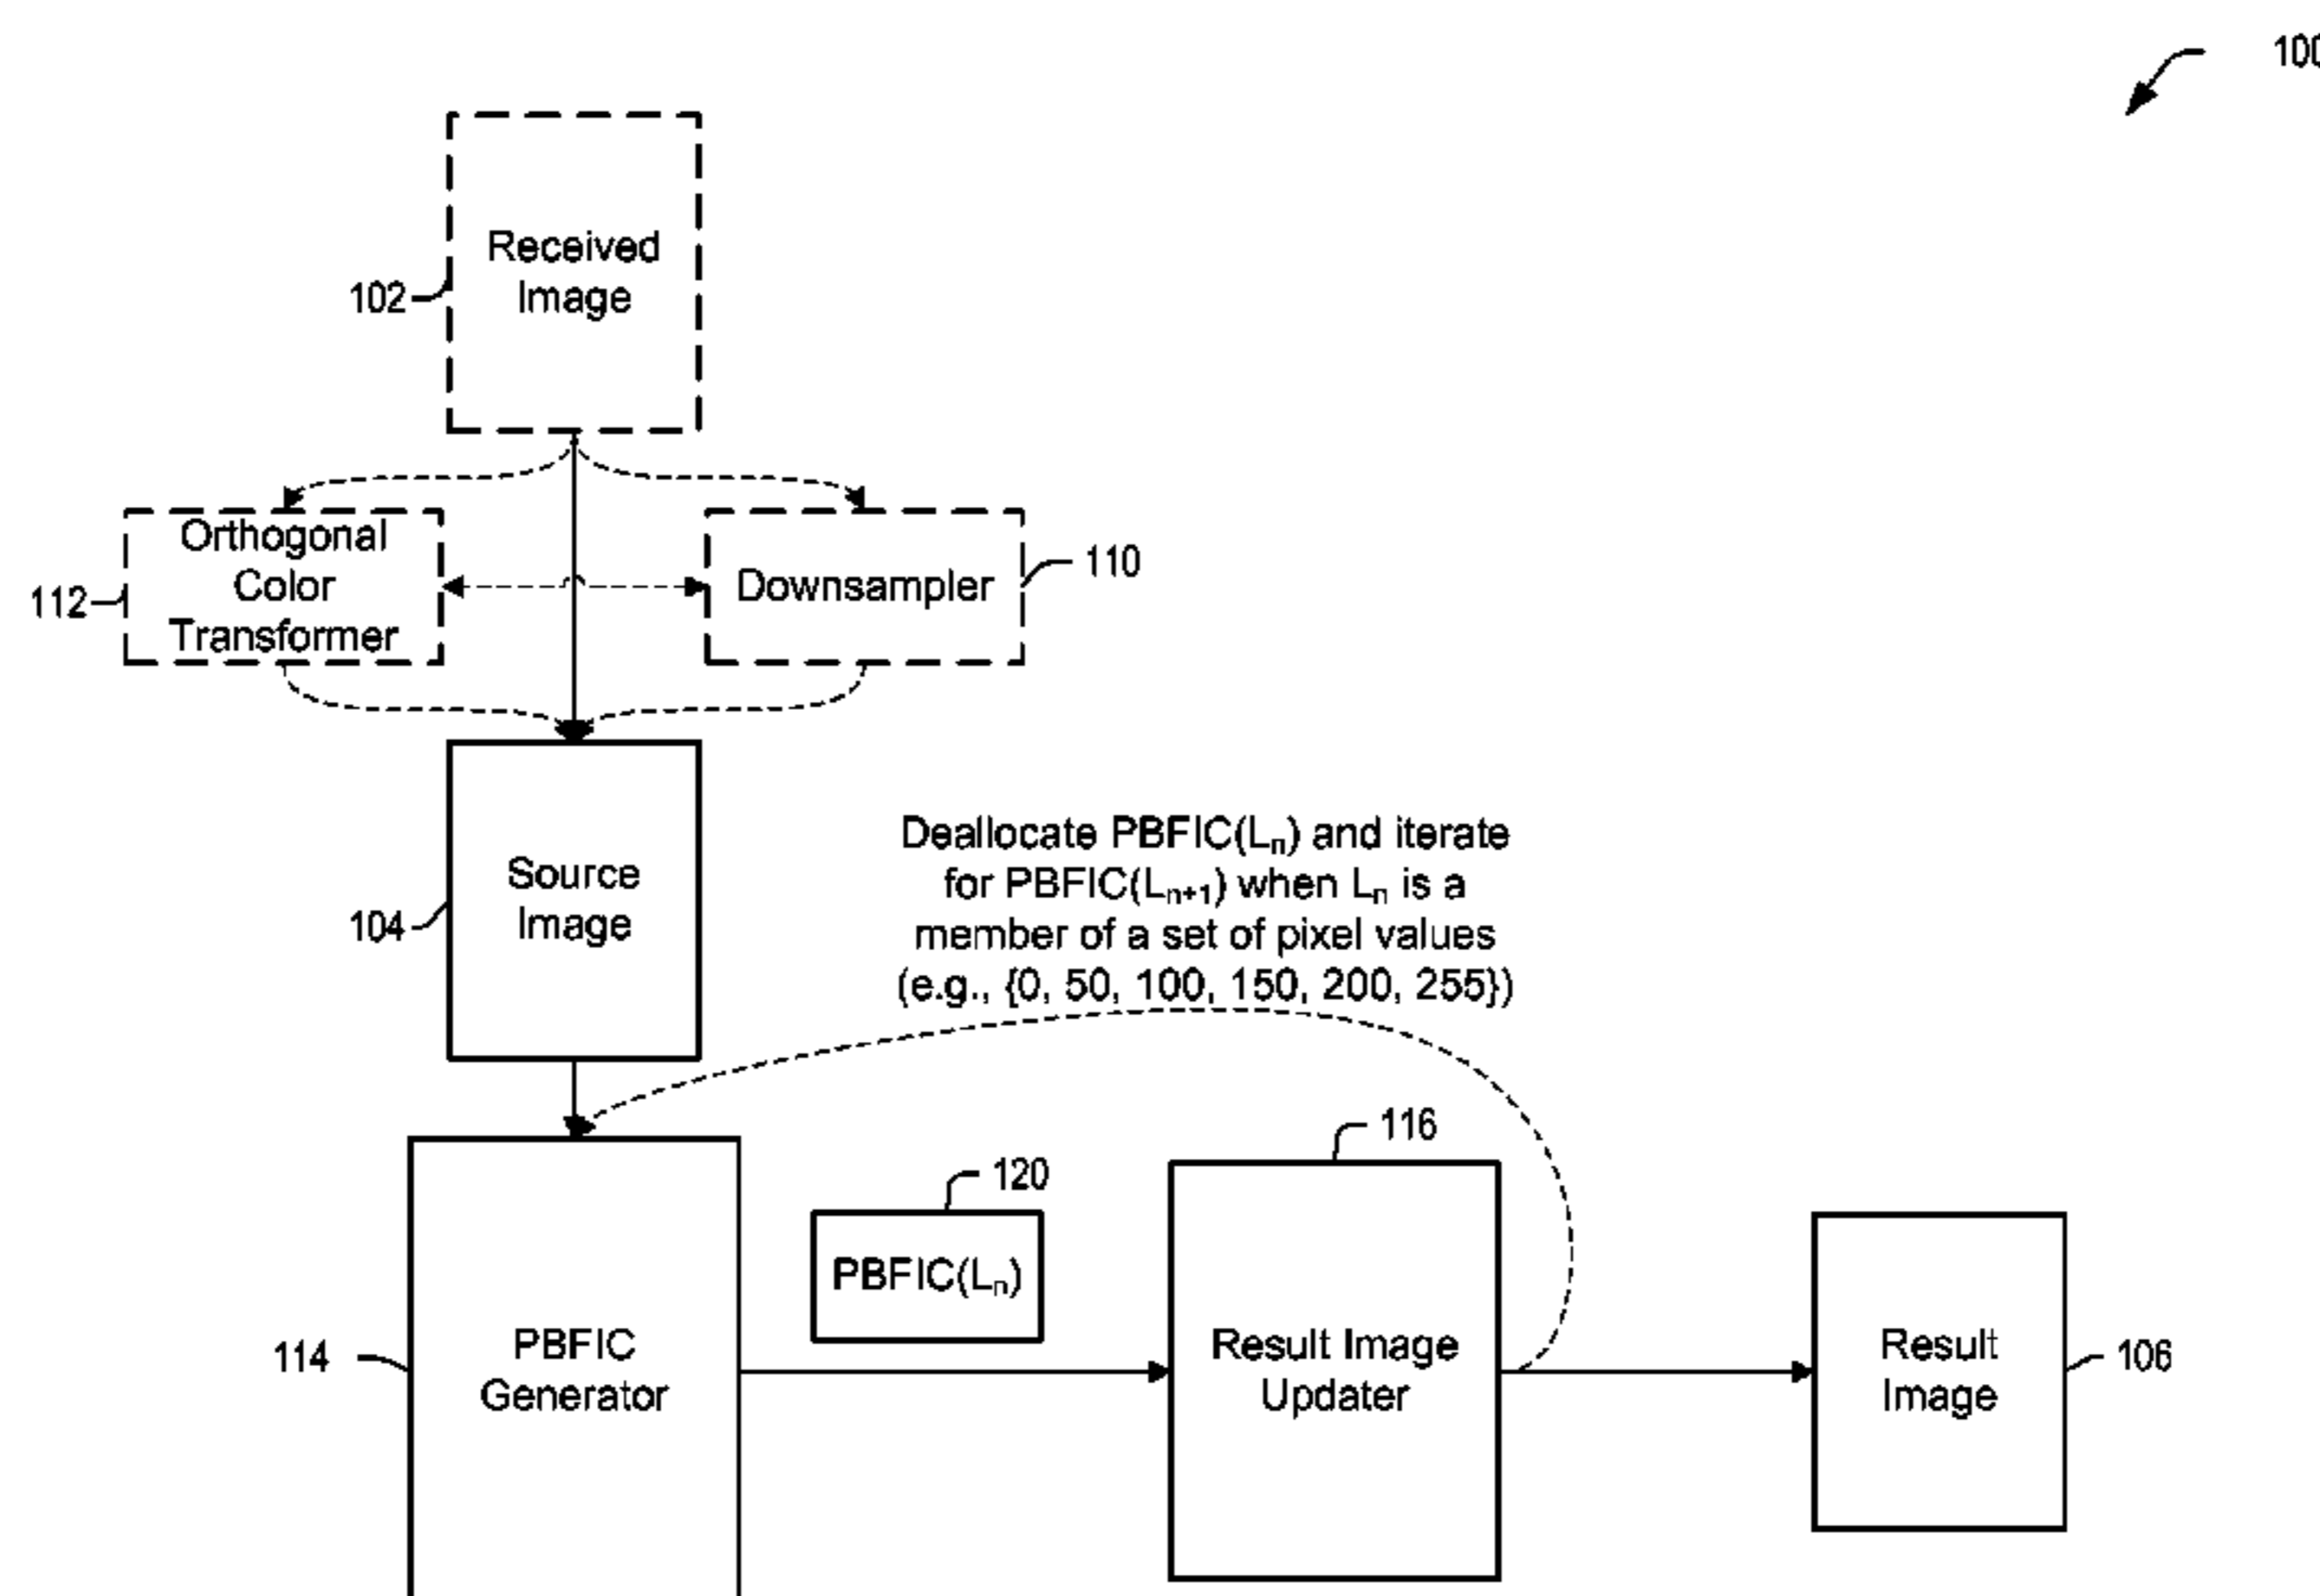 100
Received
Image
102
Orthogonal
Color
Transformer
112
Downsampler
110
Source
Image
104
Deallocate PBFIC(Lₙ) and iterate
for PBFIC(Lₙ₊₁) when Lₙ is a
member of a set of pixel values
(e.g., {0, 50, 100, 150, 200, 255})
116
120
PBFIC(Lₙ)
114
PBFIC
Generator
Result Image
Updater
Result
Image
106